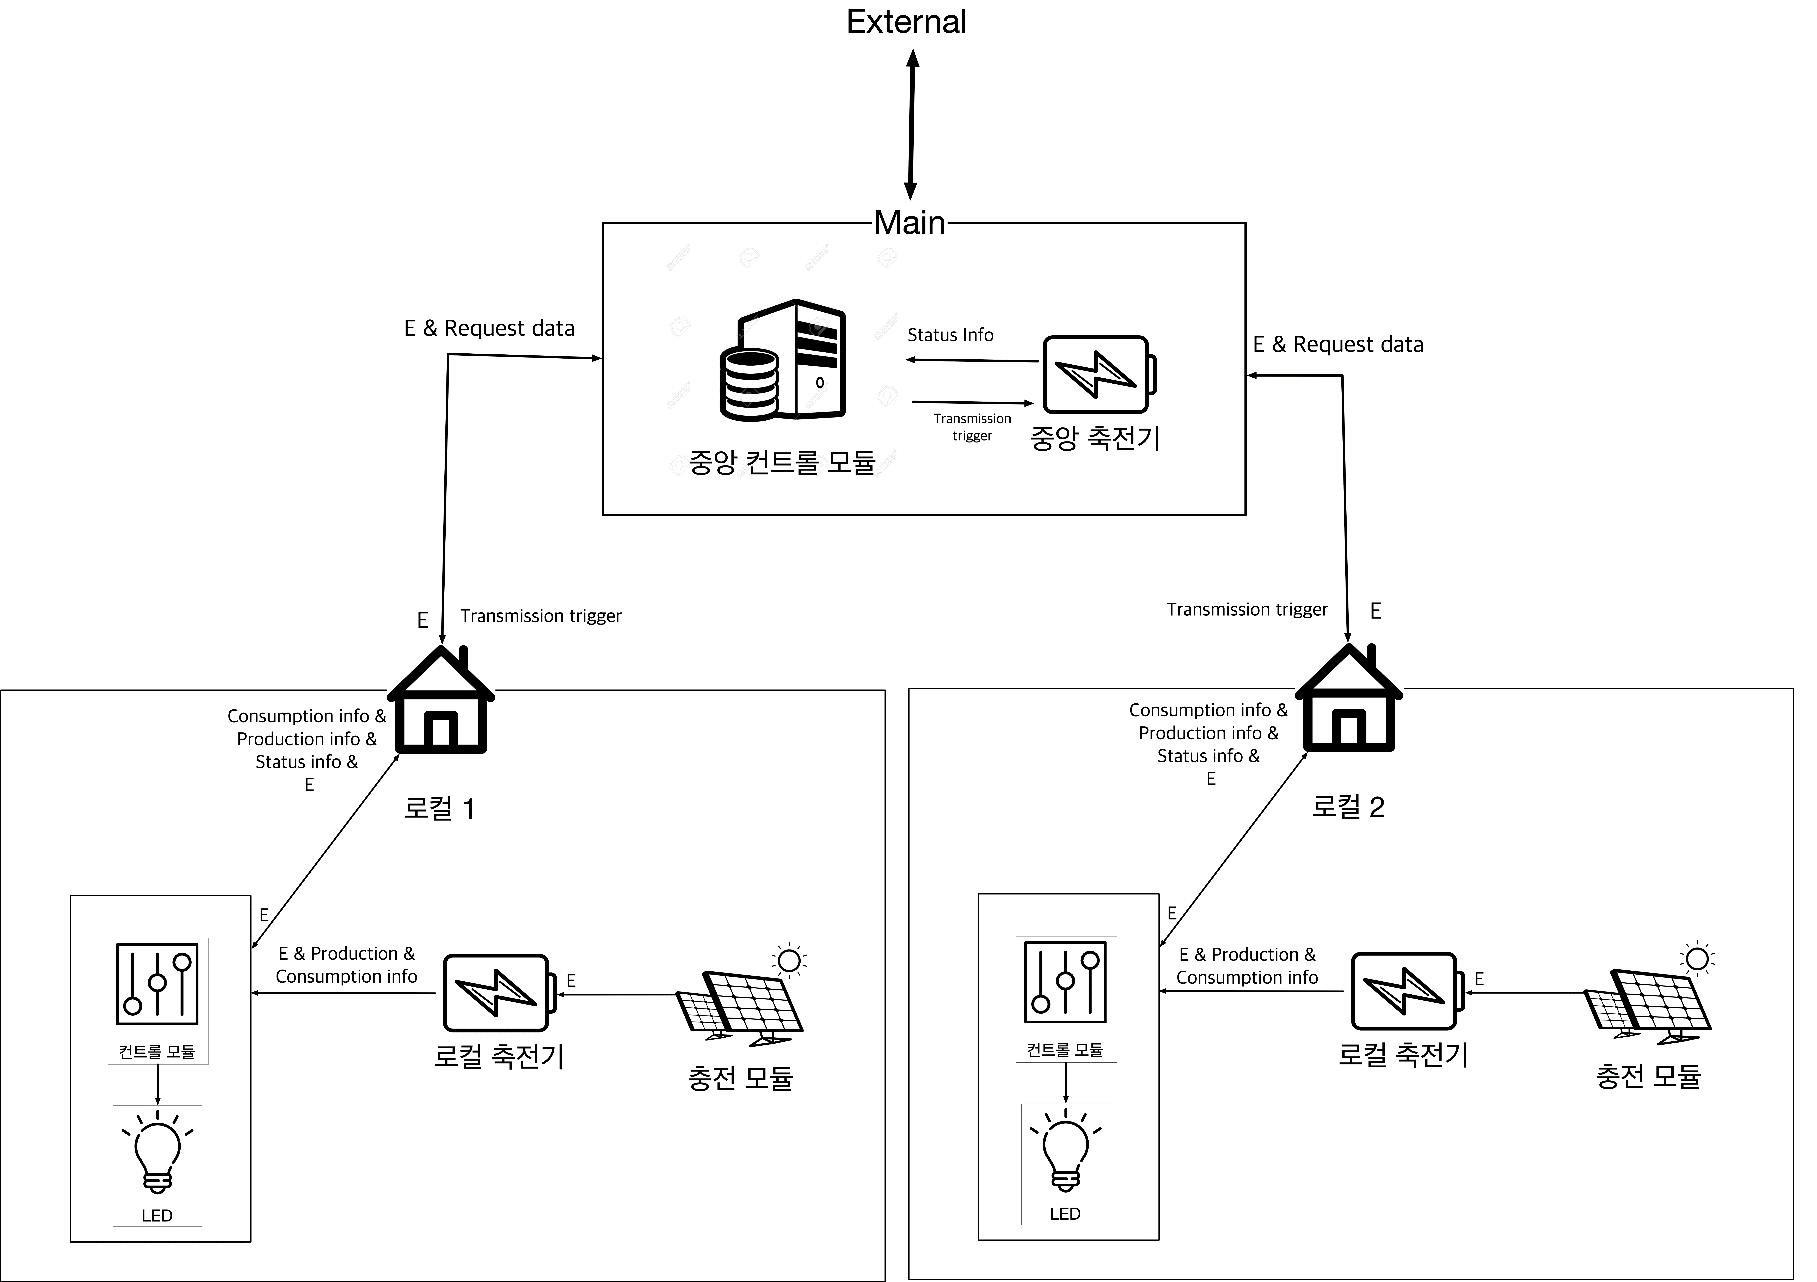 External
Main
E & Request data
Status Info
E & Request data
Transmission
trigger
중앙 컨트롤 모듈
중앙 축전기
E
Transmission trigger
Transmission trigger
E
Consumption info &
Production info &
Status info &
E
로컬 1
E
E & Production &
Consumption info
E
컨트롤 모듈
로컬 축전기
충전 모듈
LED
Consumption info &
Production info &
Status info &
E
로컬 2
E
E & Production &
Consumption info
E
컨트롤 모듈
로컬 축전기
충전 모듈
LED